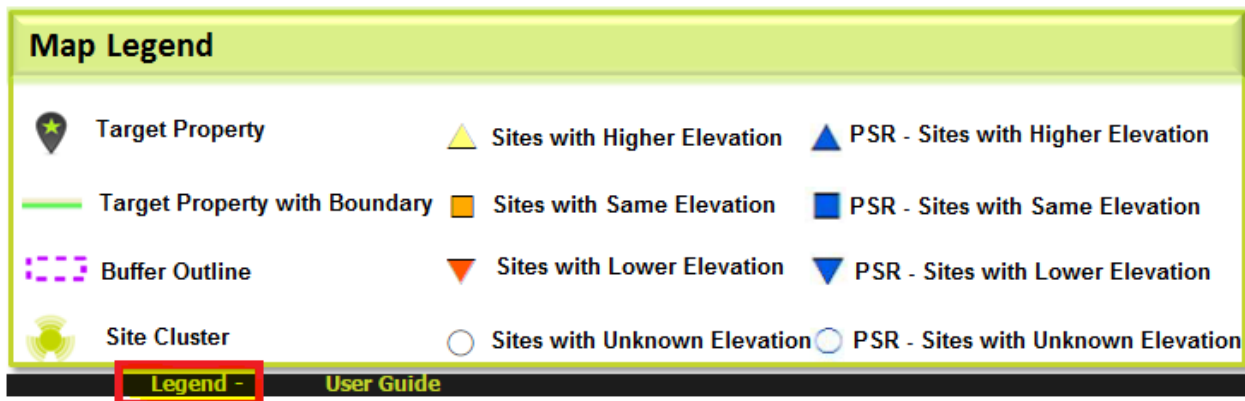 Map Legend
Target Property
Sites with Higher Elevation
PSR - Sites with Higher Elevation
Target Property with Boundary
Sites with Same Elevation
PSR - Sites with Same Elevation
Buffer Outline
Sites with Lower Elevation
PSR - Sites with Lower Elevation
Site Cluster
Sites with Unknown Elevation
PSR - Sites with Unknown Elevation
Legend -
User Guide